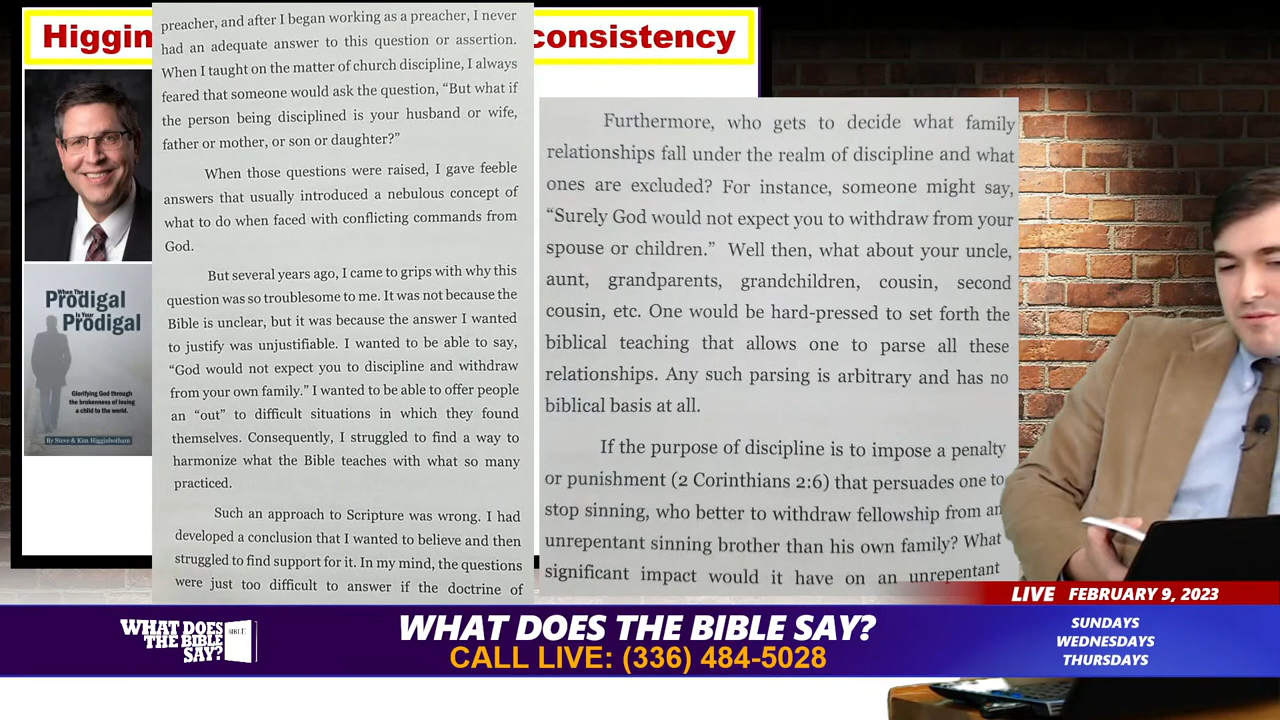 Higgin
consistency
preacher, and after I began working as a preacher, I never
had an adequate answer to this question or assertion.
When I taught on the matter of church discipline, I always
feared that someone would ask the question, “But what if
the person being disciplined is your husband or wife,
father or mother, or son or daughter?”
When those questions were raised, I gave feeble
answers that usually introduced a nebulous concept of
what to do when faced with conflicting commands from
God.
But several years ago, I came to grips with why this
question was so troublesome to me. It was not because the
Bible is unclear, but it was because the answer I wanted
to justify was unjustifiable. I wanted to be able to say,
“God would not expect you to discipline and withdraw
from your own family.” I wanted to be able to offer people
an “out” to difficult situations in which they found
themselves. Consequently, I struggled to find a way to
harmonize what the Bible teaches with what so many
practiced.
Such an approach to Scripture was wrong. I had
developed a conclusion that I wanted to believe and then
struggled to find support for it. In my mind, the questions
were just too difficult to answer if the doctrine of
Furthermore, who gets to decide what family
relationships fall under the realm of discipline and what
ones are excluded? For instance, someone might say,
“Surely God would not expect you to withdraw from your
spouse or children.” Well then, what about your uncle,
aunt, grandparents, grandchildren, cousin, second
cousin, etc. One would be hard-pressed to set forth the
biblical teaching that allows one to parse all these
relationships. Any such parsing is arbitrary and has no
biblical basis at all.
If the purpose of discipline is to impose a penalty
or punishment (2 Corinthians 2:6) that persuades one to
stop sinning, who better to withdraw fellowship from an
unrepentant sinning brother than his own family? What
significant impact would it have on an unrepentant
When The
Prodigal
Is Your
Prodigal
Glorifying God through
the brokenness of losing
a child to the world.
By Steve & Kim Higginbotham
LIVE FEBRUARY 9, 2023
WHAT DOES
THE BIBLE
SAY?
BIBLE
WHAT DOES THE BIBLE SAY?
CALL LIVE: (336) 484-5028
SUNDAYS
WEDNESDAYS
THURSDAYS